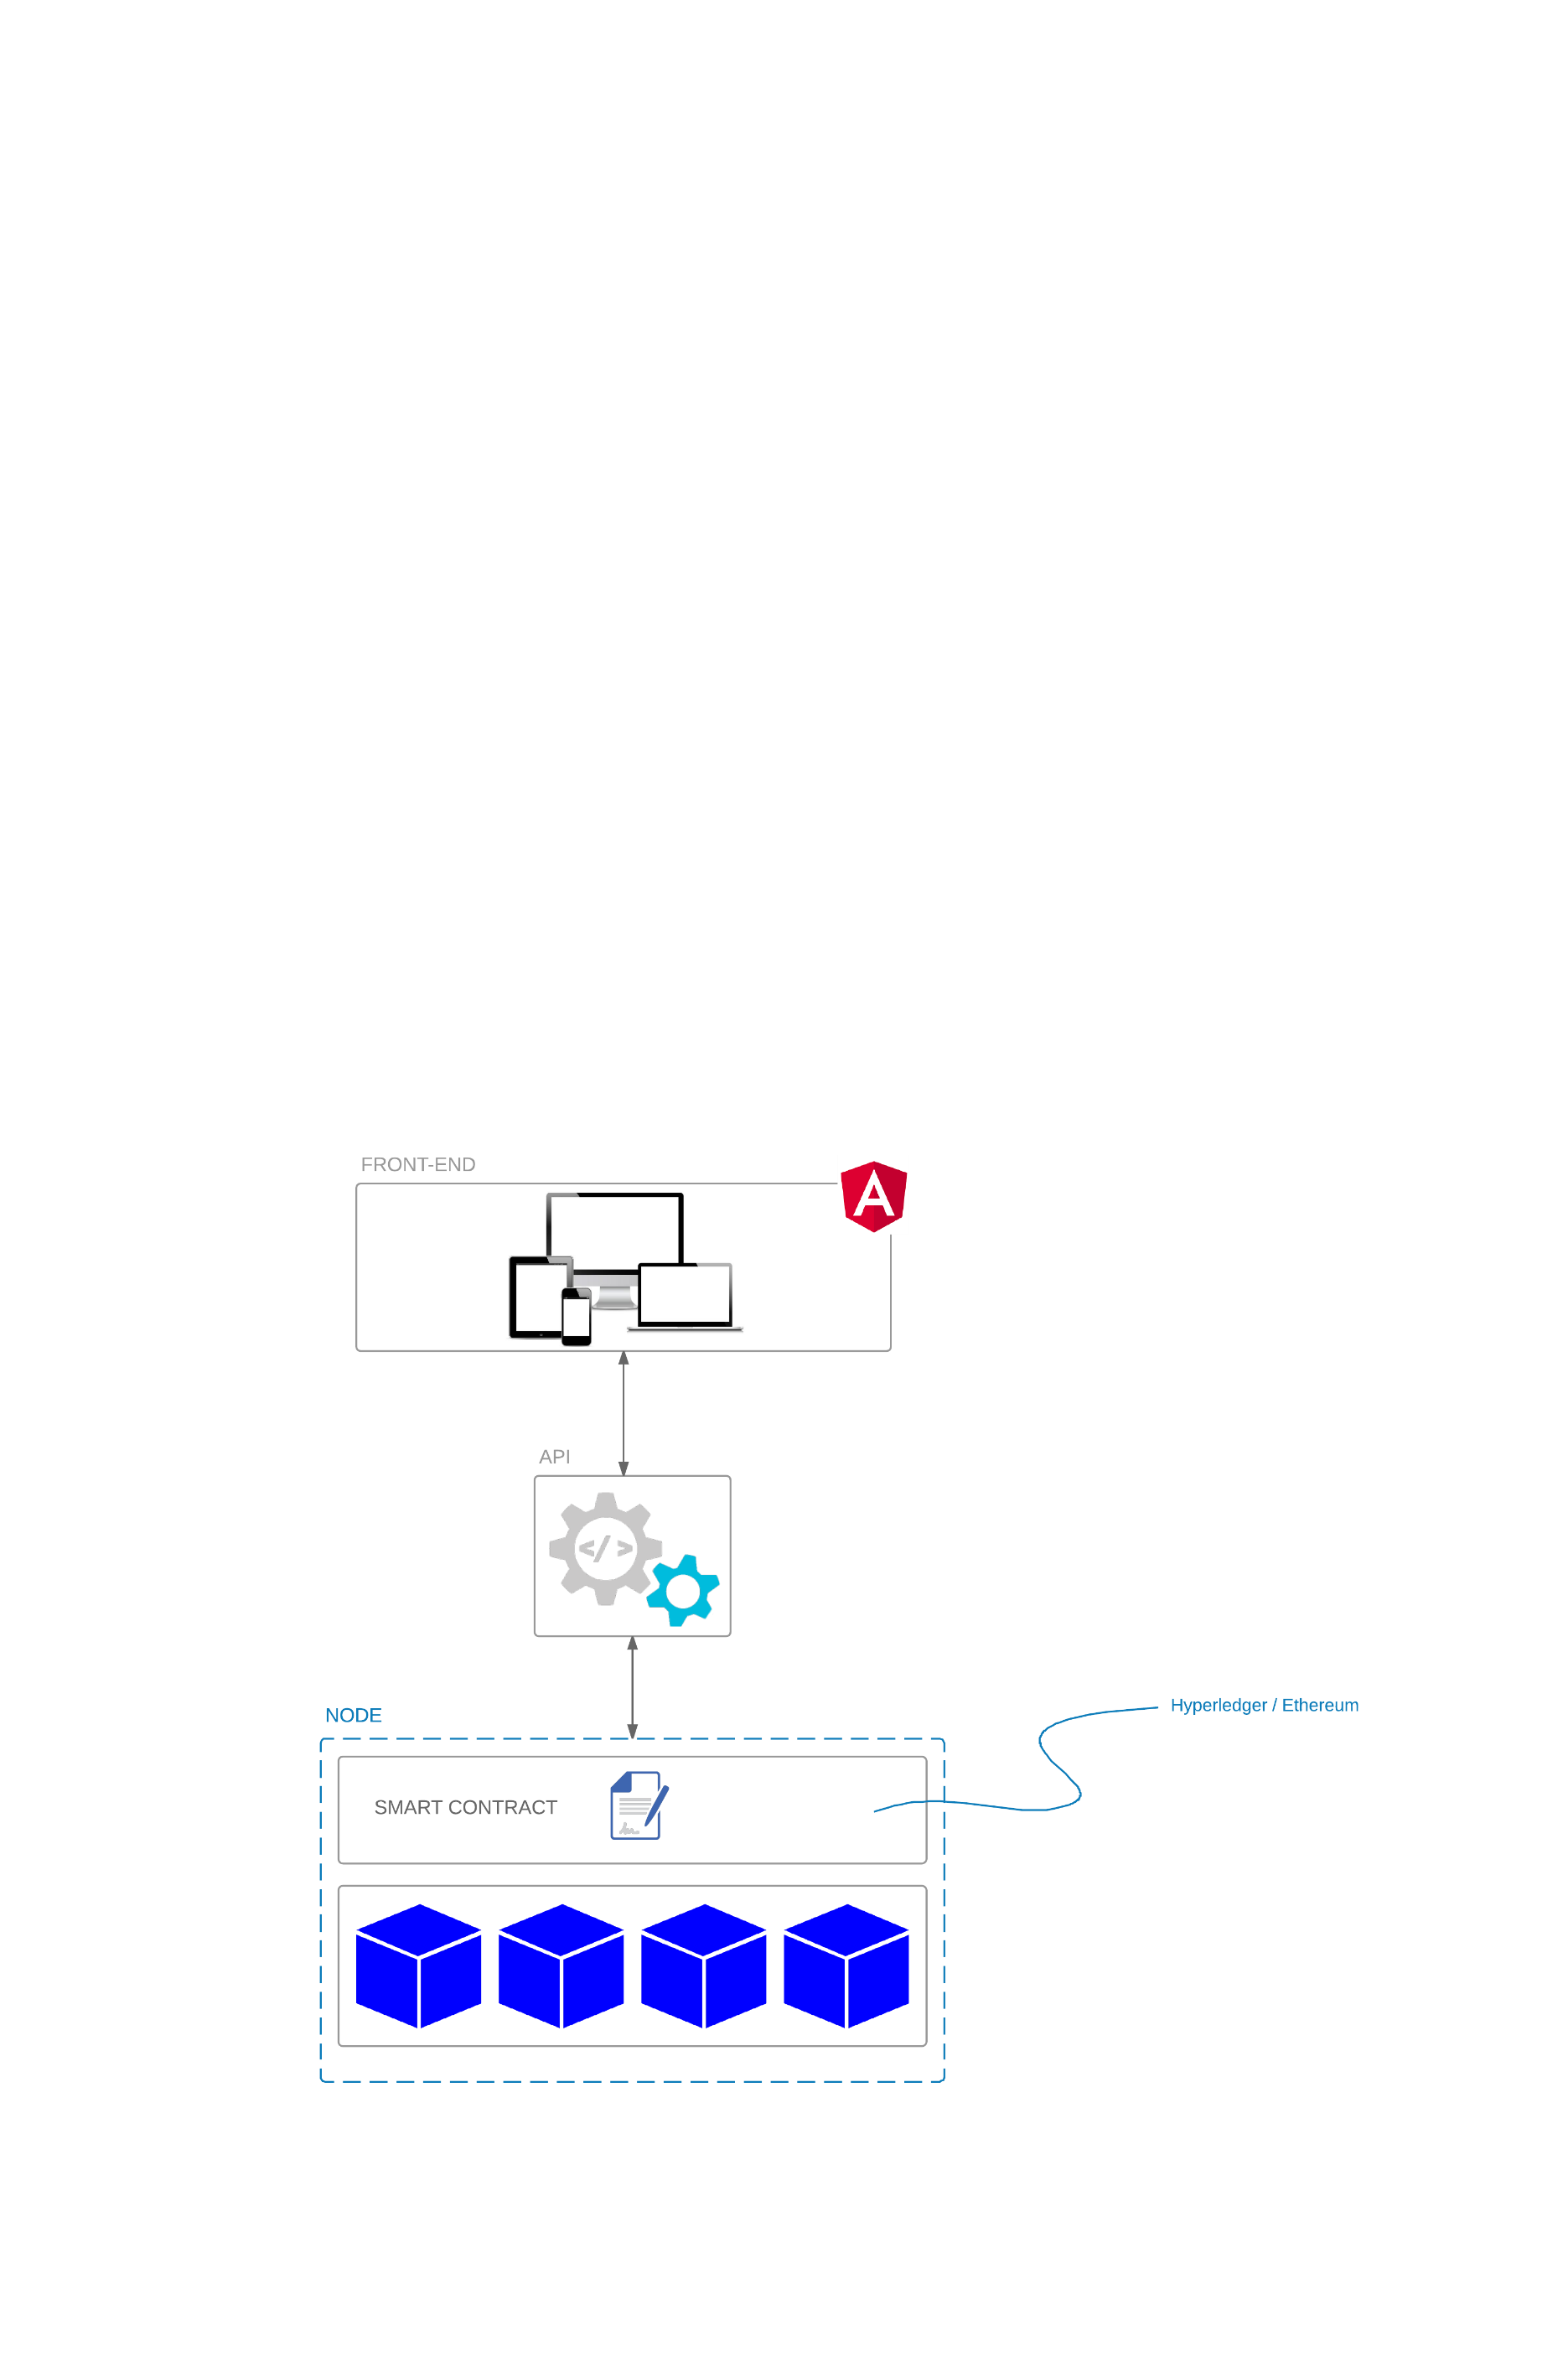 FRONT-END
A
API
</>
NODE
Hyperledger / Ethereum
SMART CONTRACT